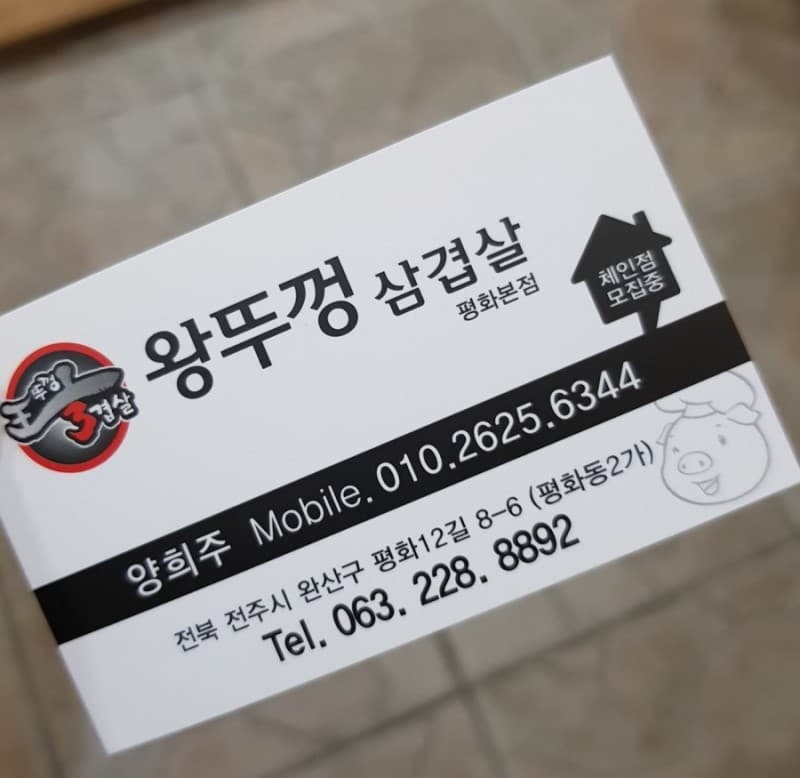 왕뚜껑 삼겹살
평화본점
체인점
모집중
王뚜껑
3겹살
양희주 Mobile. 010.2625.6344
전북 전주시 완산구 평화12길 8-6 (평화동2가)
Tel. 063. 228. 8892